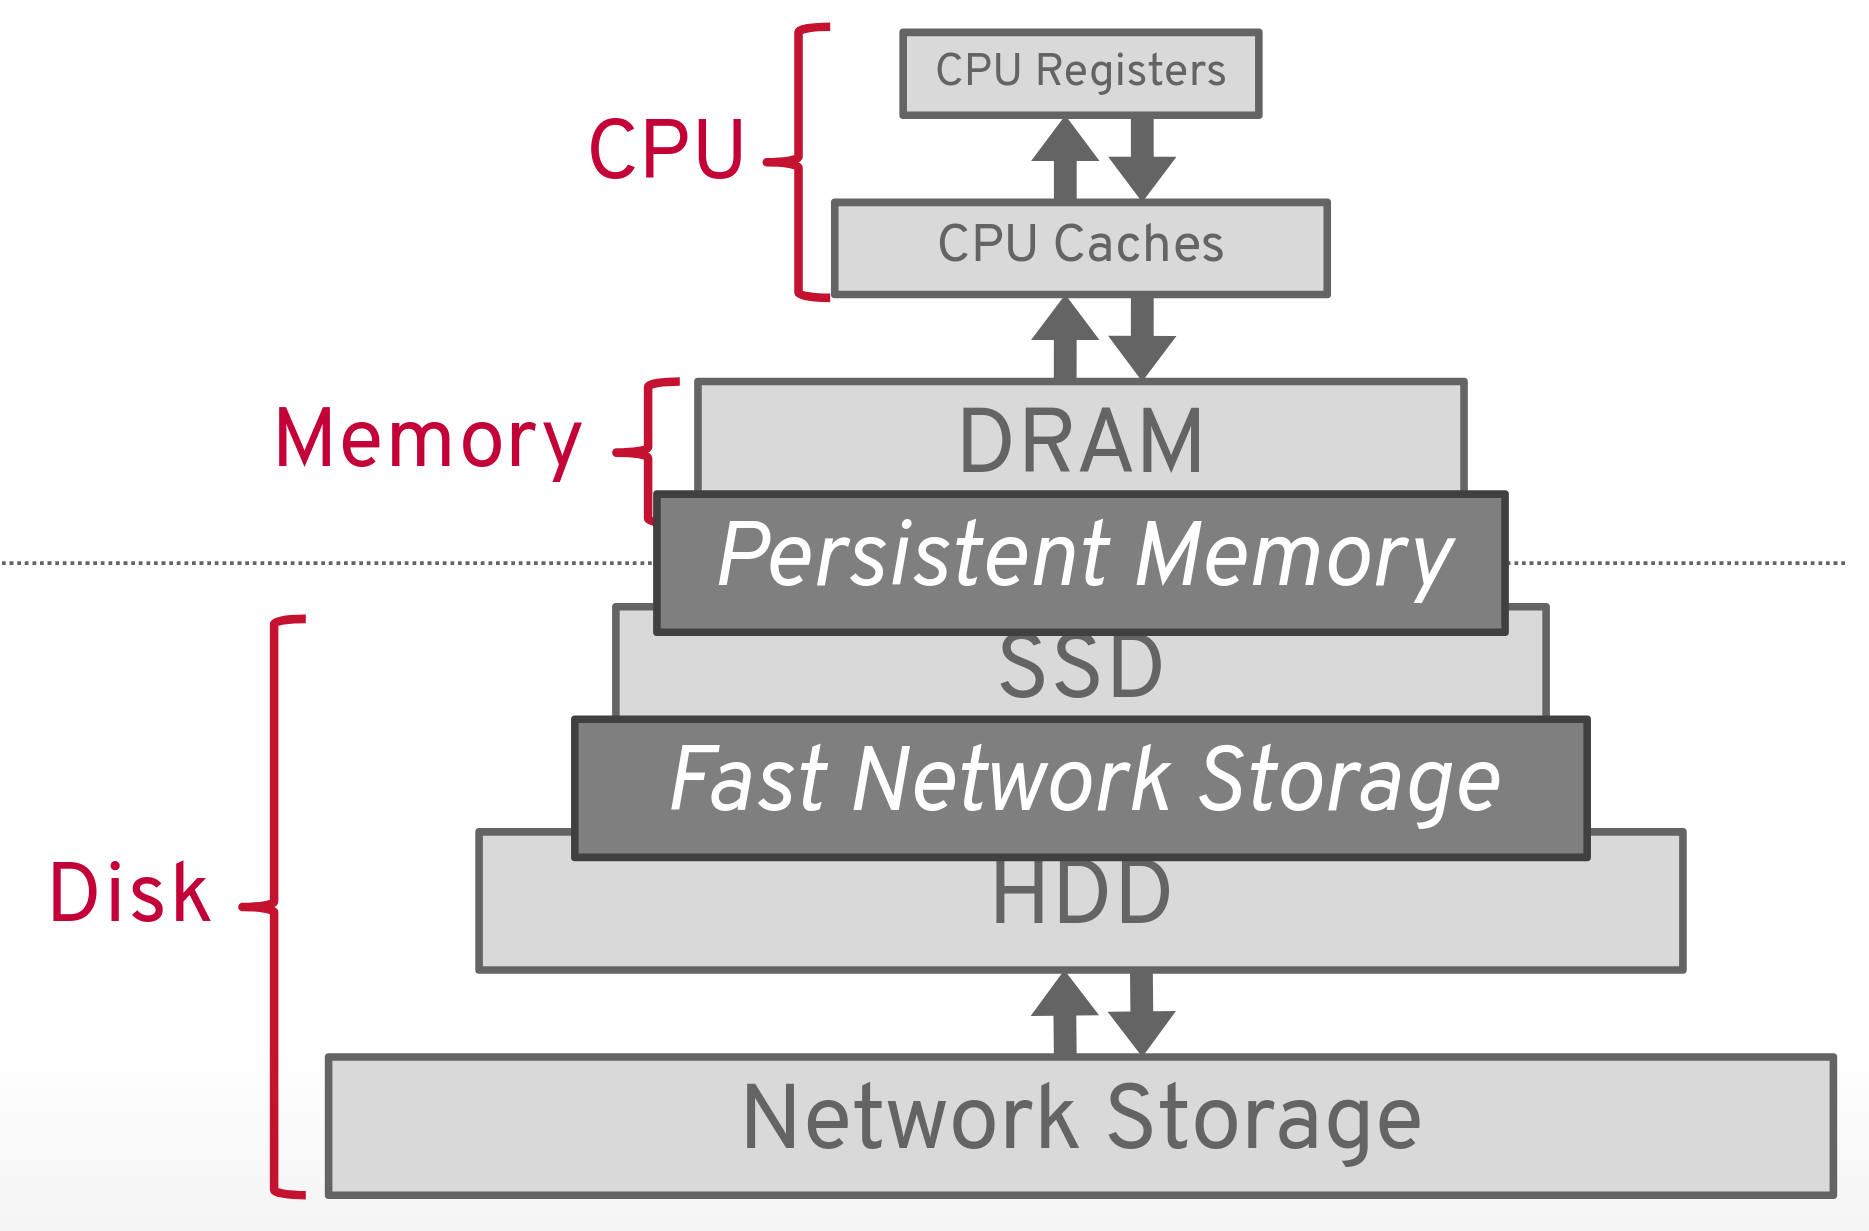 CPU Registers
CPU
CPU Caches
Memory
DRAM
Persistent Memory
SSD
Fast Network Storage
Disk
HDD
Network Storage